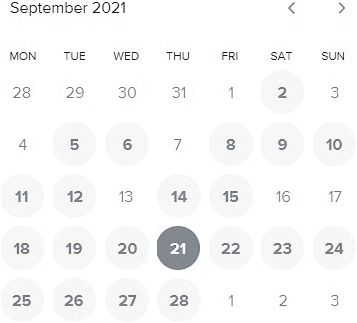 September 2021 < >
MON TUE WED THU FRI SAT SUN
28 29 30 31 1 2 3
4 5 6 7 8 9 10
11 12 13 14 15 16 17
18 19 20 21 22 23 24
25 26 27 28 1 2 3